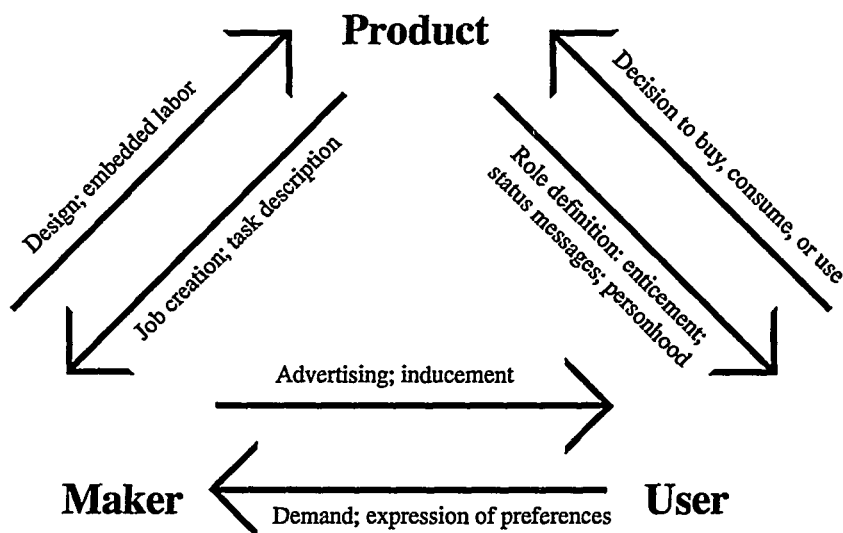 Product
Design; embedded labor
Job creation; task description
Role definition: enticement;
status messages; personhood
Decision to buy, consume, or use
Advertising; inducement
Maker
User
Demand; expression of preferences